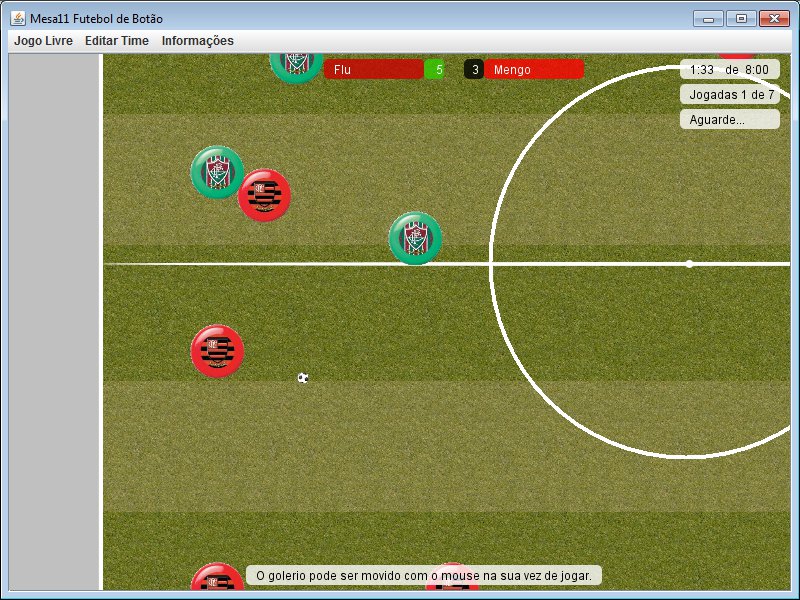 Mesa11 Futebol de Botão
Jogo Livre Editar Time Informações
Flu 5 3 Mengo
1:33 de 8:00
Jogadas 1 de 7
Aguarde...
O golerio pode ser movido com o mouse na sua vez de jogar.